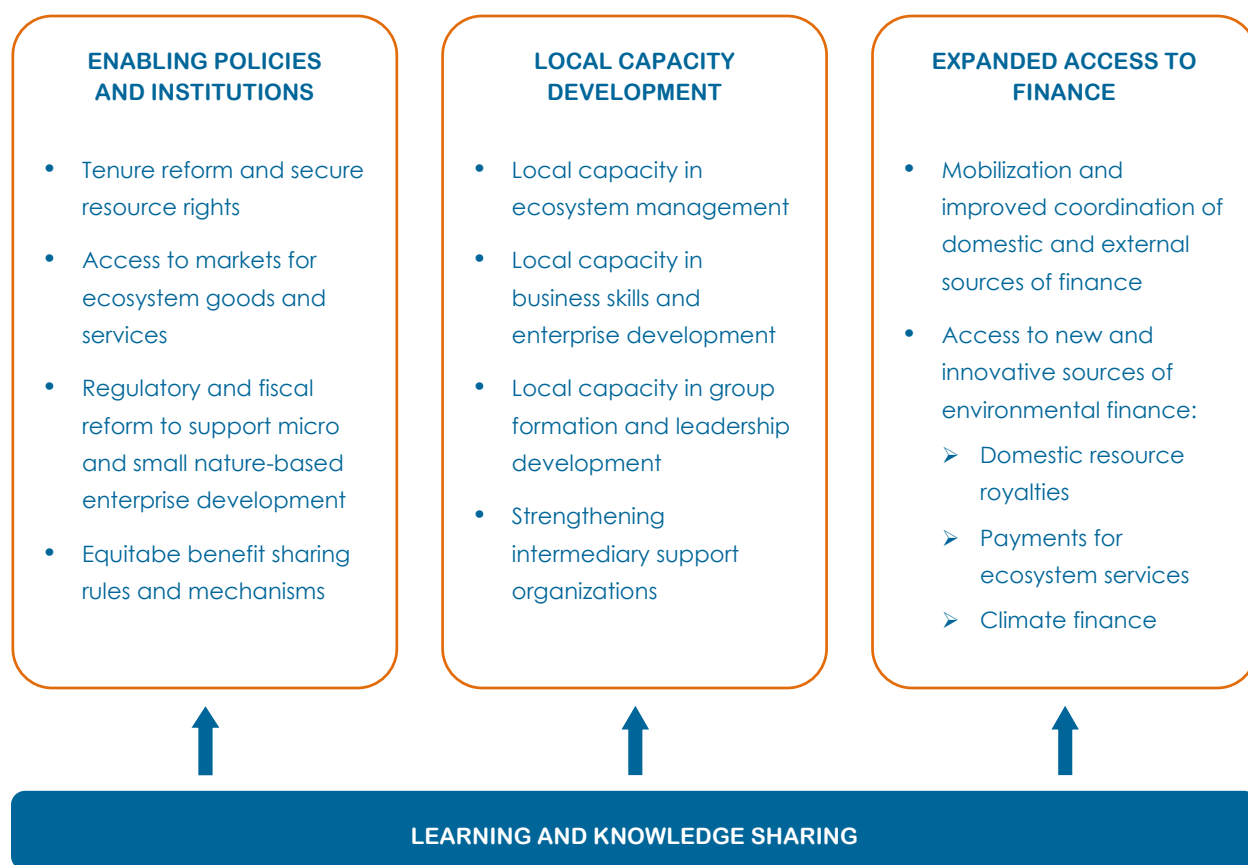 ENABLING POLICIES
AND INSTITUTIONS
• Tenure reform and secure
resource rights
• Access to markets for
ecosystem goods and
services
• Regulatory and fiscal
reform to support micro
and small nature-based
enterprise development
• Equitabe benefit sharing
rules and mechanisms
LOCAL CAPACITY
DEVELOPMENT
• Local capacity in
ecosystem management
• Local capacity in
business skills and
enterprise development
• Local capacity in group
formation and leadership
development
• Strengthening
intermediary support
organizations
EXPANDED ACCESS TO
FINANCE
• Mobilization and
improved coordination of
domestic and external
sources of finance
• Access to new and
innovative sources of
environmental finance:
➢ Domestic resource
royalties
➢ Payments for
ecosystem services
➢ Climate finance
LEARNING AND KNOWLEDGE SHARING